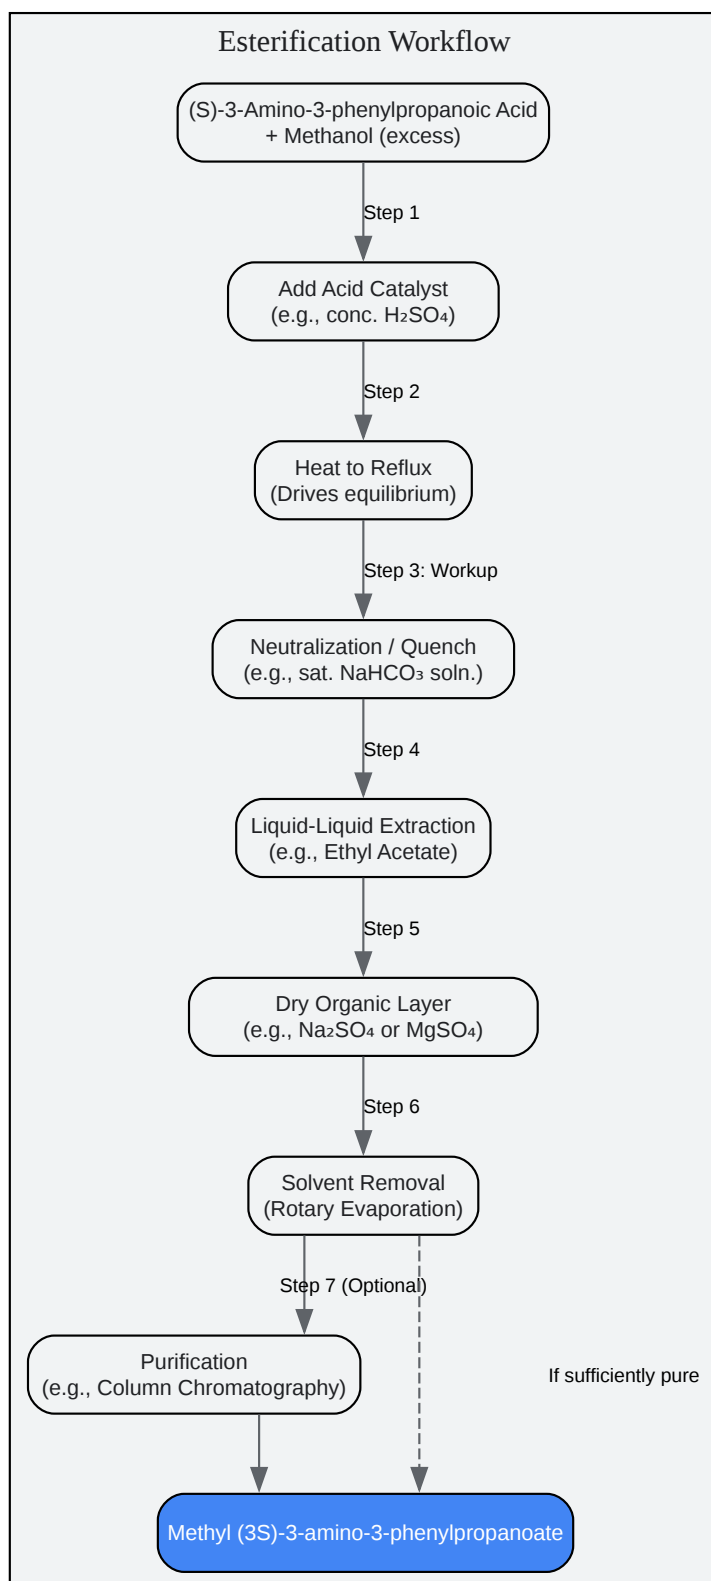 Esterification Workflow
(S)-3-Amino-3-phenylpropanoic Acid
+ Methanol (excess)
Step 1
Add Acid Catalyst
(e.g., conc. H₂SO₄)
Step 2
Heat to Reflux
(Drives equilibrium)
Step 3: Workup
Neutralization / Quench
(e.g., sat. NaHCO₃ soln.)
Step 4
Liquid-Liquid Extraction
(e.g., Ethyl Acetate)
Step 5
Dry Organic Layer
(e.g., Na₂SO₄ or MgSO₄)
Step 6
Solvent Removal
(Rotary Evaporation)
Step 7 (Optional)
Purification
(e.g., Column Chromatography)
If sufficiently pure
Methyl (3S)-3-amino-3-phenylpropanoate